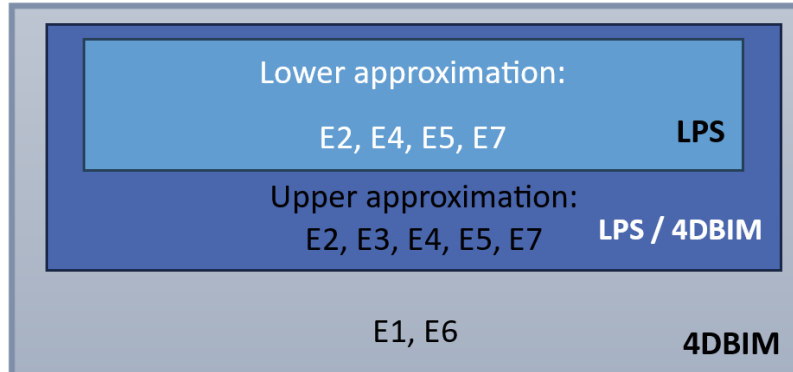 Lower approximation:
E2, E4, E5, E7
LPS
Upper approximation:
E2, E3, E4, E5, E7
LPS / 4DBIM
E1, E6
4DBIM